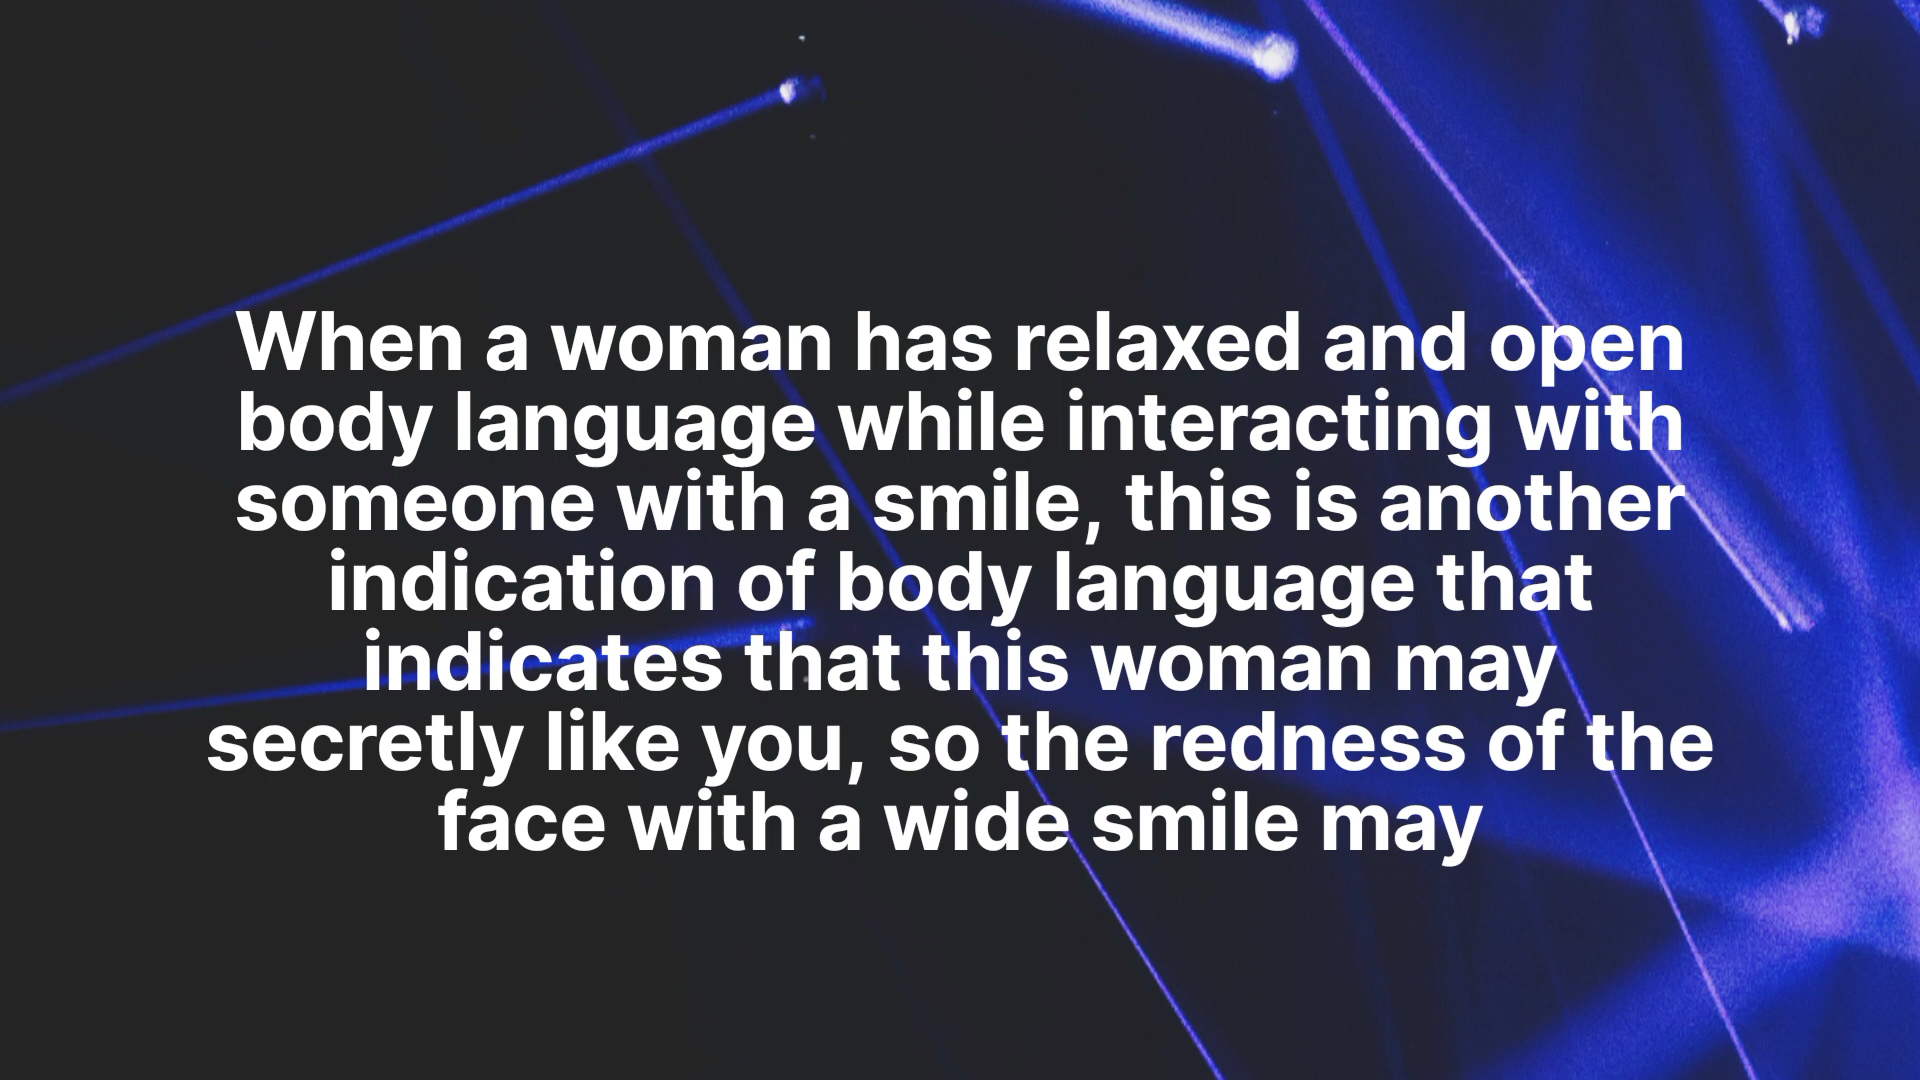 When a woman has relaxed and open
body language while interacting with
someone with a smile, this is another
indication of body language that
indicates that this woman may
secretly like you, so the redness of the
face with a wide smile may